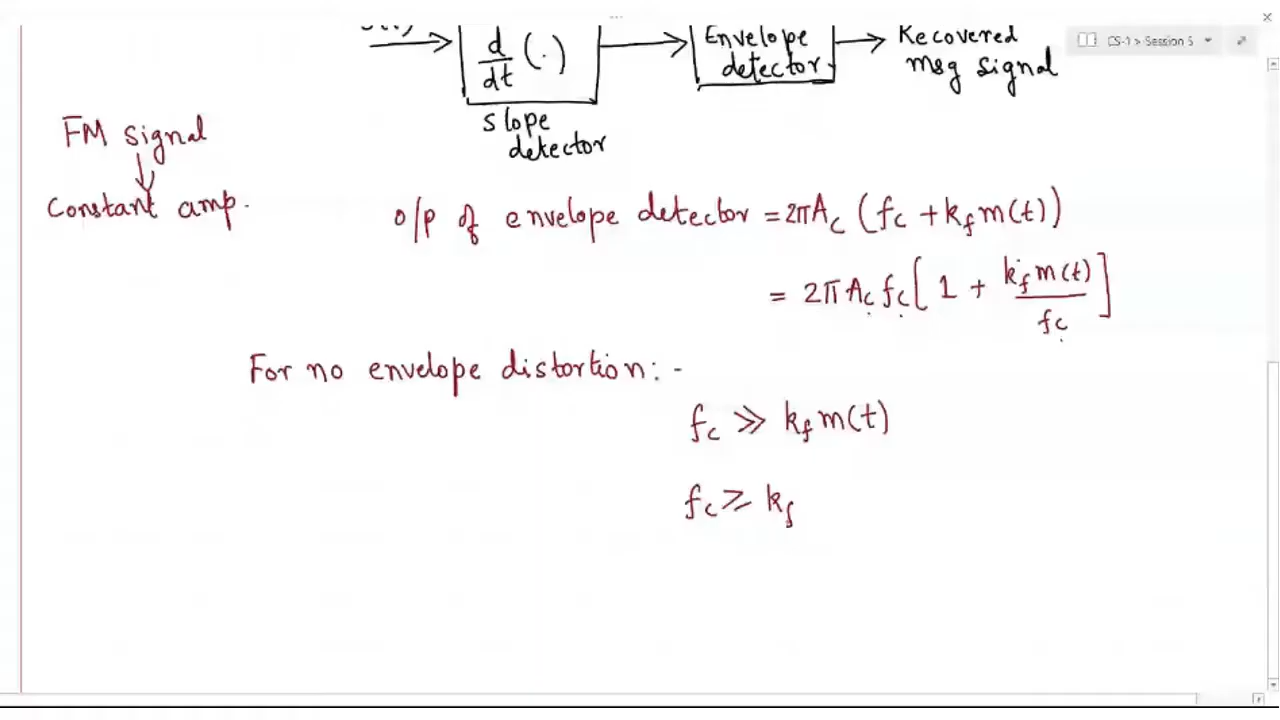 d/dt (.)
Envelope detector
Recovered msg signal
CS-1 > Session 5
slope detector
FM signal
Constant amp.
o/p of envelope detector = 2πA_c (f_c + k_f m(t))
= 2πA_c f_c [1 + k_f m(t)/f_c]
For no envelope distortion: -
f_c ≫ k_f m(t)
f_c ⩾ k_f